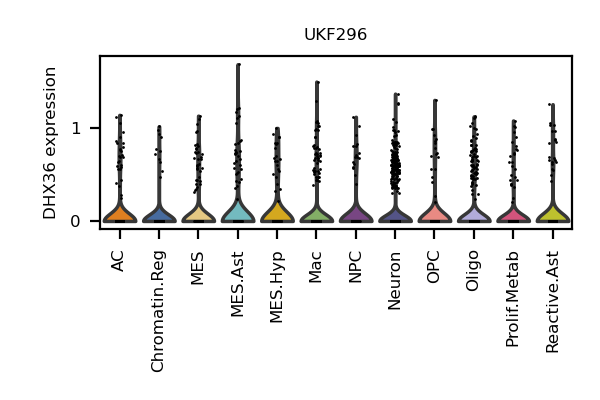 UKF296
DHX36 expression
1
0
AC
Chromatin.Reg
MES
MES.Ast
MES.Hyp
Mac
NPC
Neuron
OPC
Oligo
Prolif.Metab
Reactive.Ast